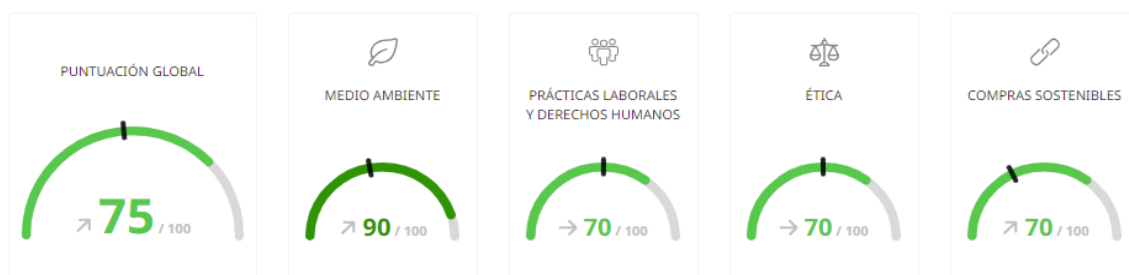 PUNTUACIÓN GLOBAL
75 / 100
MEDIO AMBIENTE
90 / 100
PRÁCTICAS LABORALES
Y DERECHOS HUMANOS
70 / 100
ÉTICA
70 / 100
COMPRAS SOSTENIBLES
70 / 100